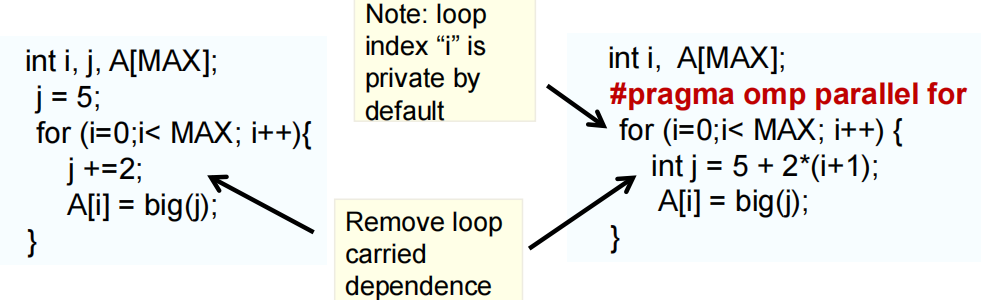 int i, j, A[MAX];
j = 5;
for (i=0;i< MAX; i++){
j +=2;
A[i] = big(j);
}
Note: loop
index “i” is
private by
default
Remove loop
carried
dependence
int i,  A[MAX];
#pragma omp parallel for
for (i=0;i< MAX; i++) {
int j = 5 + 2*(i+1);
A[i] = big(j);
}